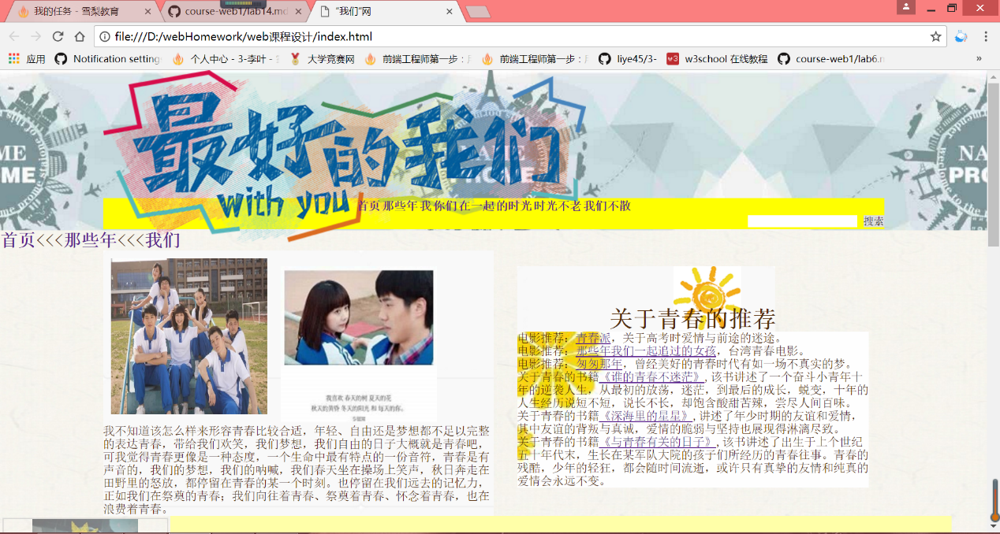 我的任务 - 雪梨教育
course-web1/lab14.md
"我们"网
file:///D:/webHomework/web课程设计/index.html
应用
Notification setting
个人中心 - 3-李叶 -
大学竞赛网
前端工程师第一步：
前端工程师第一步：
liye45/3-
w3school 在线教程
course-web1/lab6.m
»
最好的我们
with you
NAME
PRO
首页那些年我你们在一起的时光时光不老我们不散
搜索
首页<<<那些年<<<我们
我喜欢 春天的树 夏天的花
秋天的黄昏 冬天的阳光 和 每天的你。
关于青春的推荐
电影推荐：青春派，关于高考时爱情与前途的迷途。
电影推荐：那些年我们一起追过的女孩，台湾青春电影。
电影推荐：匆匆那年，曾经美好的青春时代有如一场不真实的梦。
关于青春的书籍《谁的青春不迷茫》,该书讲述了一个奋斗小青年十
年的逆袭人生，从最初的放荡，迷茫，到最后的成长，蜕变，十年的
人生经历说短不短，说长不长，却饱含酸甜苦辣，尝尽人间百味。
关于青春的书籍《深海里的星星》,讲述了年少时期的友谊和爱情，
其中友谊的背叛与真诚，爱情的脆弱与坚持也展现得淋漓尽致。
关于青春的书籍《与青春有关的日子》,该书讲述了出生于上个世纪
五十年代末，生长在某军队大院的孩子们所经历的青春往事。青春的
残酷，少年的轻狂，都会随时间流逝，或许只有真挚的友情和纯真的
爱情会永远不变。
我不知道该怎么样来形容青春比较合适，年轻、自由还是梦想都不足以完整
的表达青春，带给我们欢笑，我们梦想，我们自由的日子大概就是青春吧，
可我觉得青春更像是一种态度，一个生命中最有特点的一份音符，青春是有
声音的，我们的梦想，我们的呐喊，我们春天坐在操场上笑声，秋日奔走在
田野里的怒放，都停留在青春的某一个时刻。也停留在我们远去的记忆力，
正如我们在祭奠的青春；我们向往着青春、祭奠着青春、怀念着青春，也在
浪费着青春。